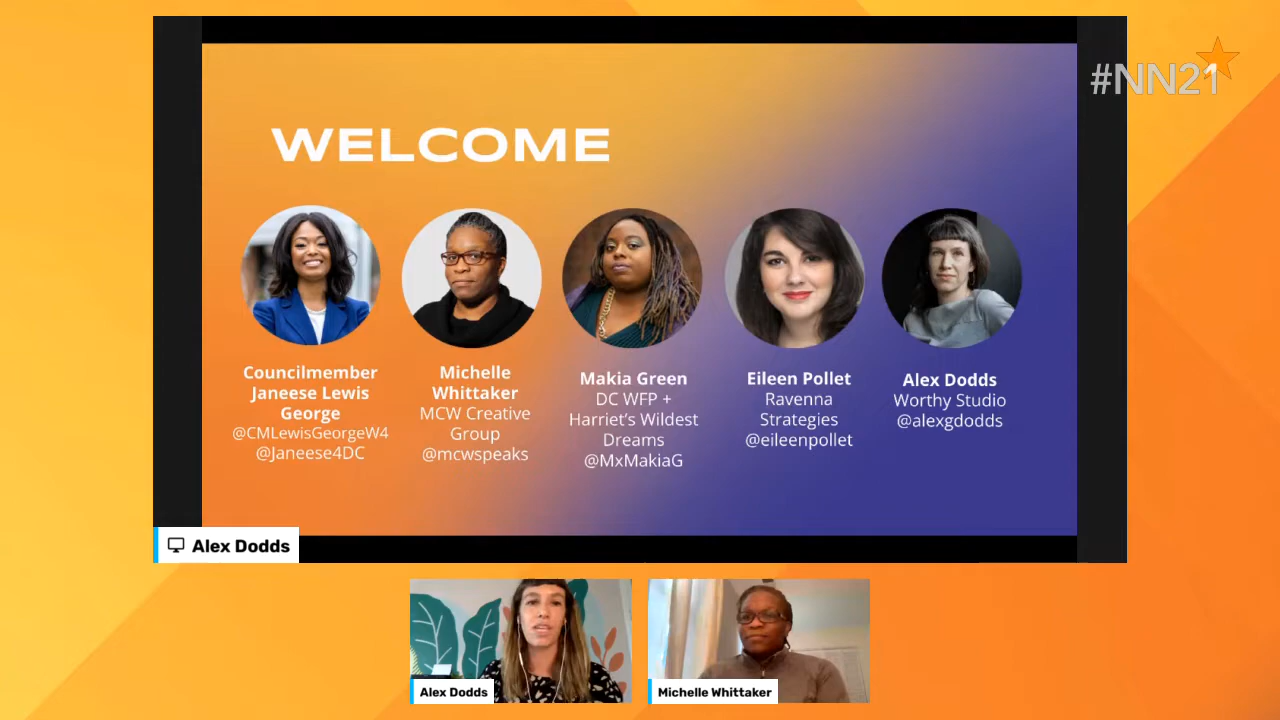 #NN21
WELCOME
Councilmember
Janeese Lewis
George
@CMLewisGeorgeW4
@Janeese4DC
Michelle
Whittaker
MCW Creative
Group
@mcwspeaks
Makia Green
DC WFP +
Harriet's Wildest
Dreams
@MxMakiaG
Eileen Pollet
Ravenna
Strategies
@eileenpollet
Alex Dodds
Worthy Studio
@alexgdodds
Alex Dodds
Alex Dodds
Michelle Whittaker